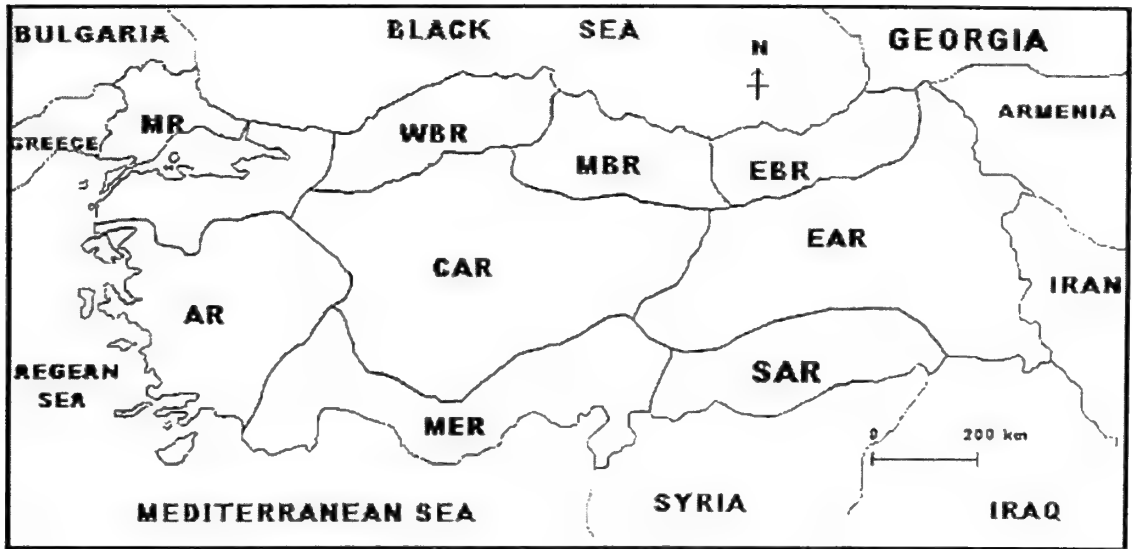 BULGARIA
BLACK SEA
GEORGIA
N
ARMENIA
MR
GREECE
WBR
MBR
EBR
EAR
CAR
IRAN
AR
SAR
AEGEAN
SEA
MER
0 200 km
SYRIA
MEDITERRANEAN SEA
IRAQ